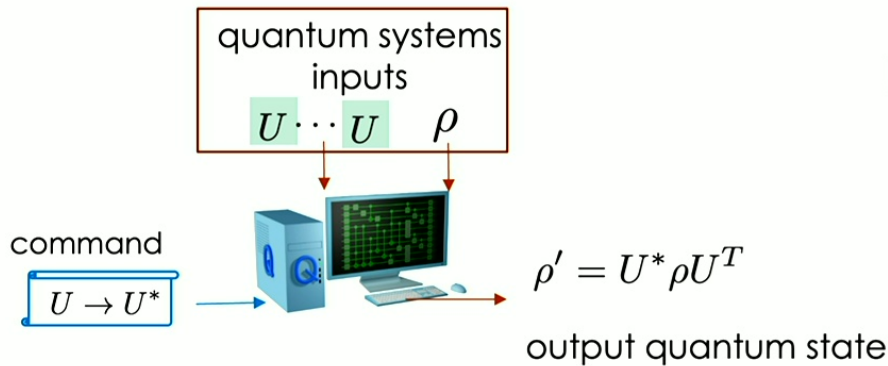 quantum systems
inputs
U ··· U ρ
command
U → U*
Q Q
ρ′ = U*ρU^T
output quantum state